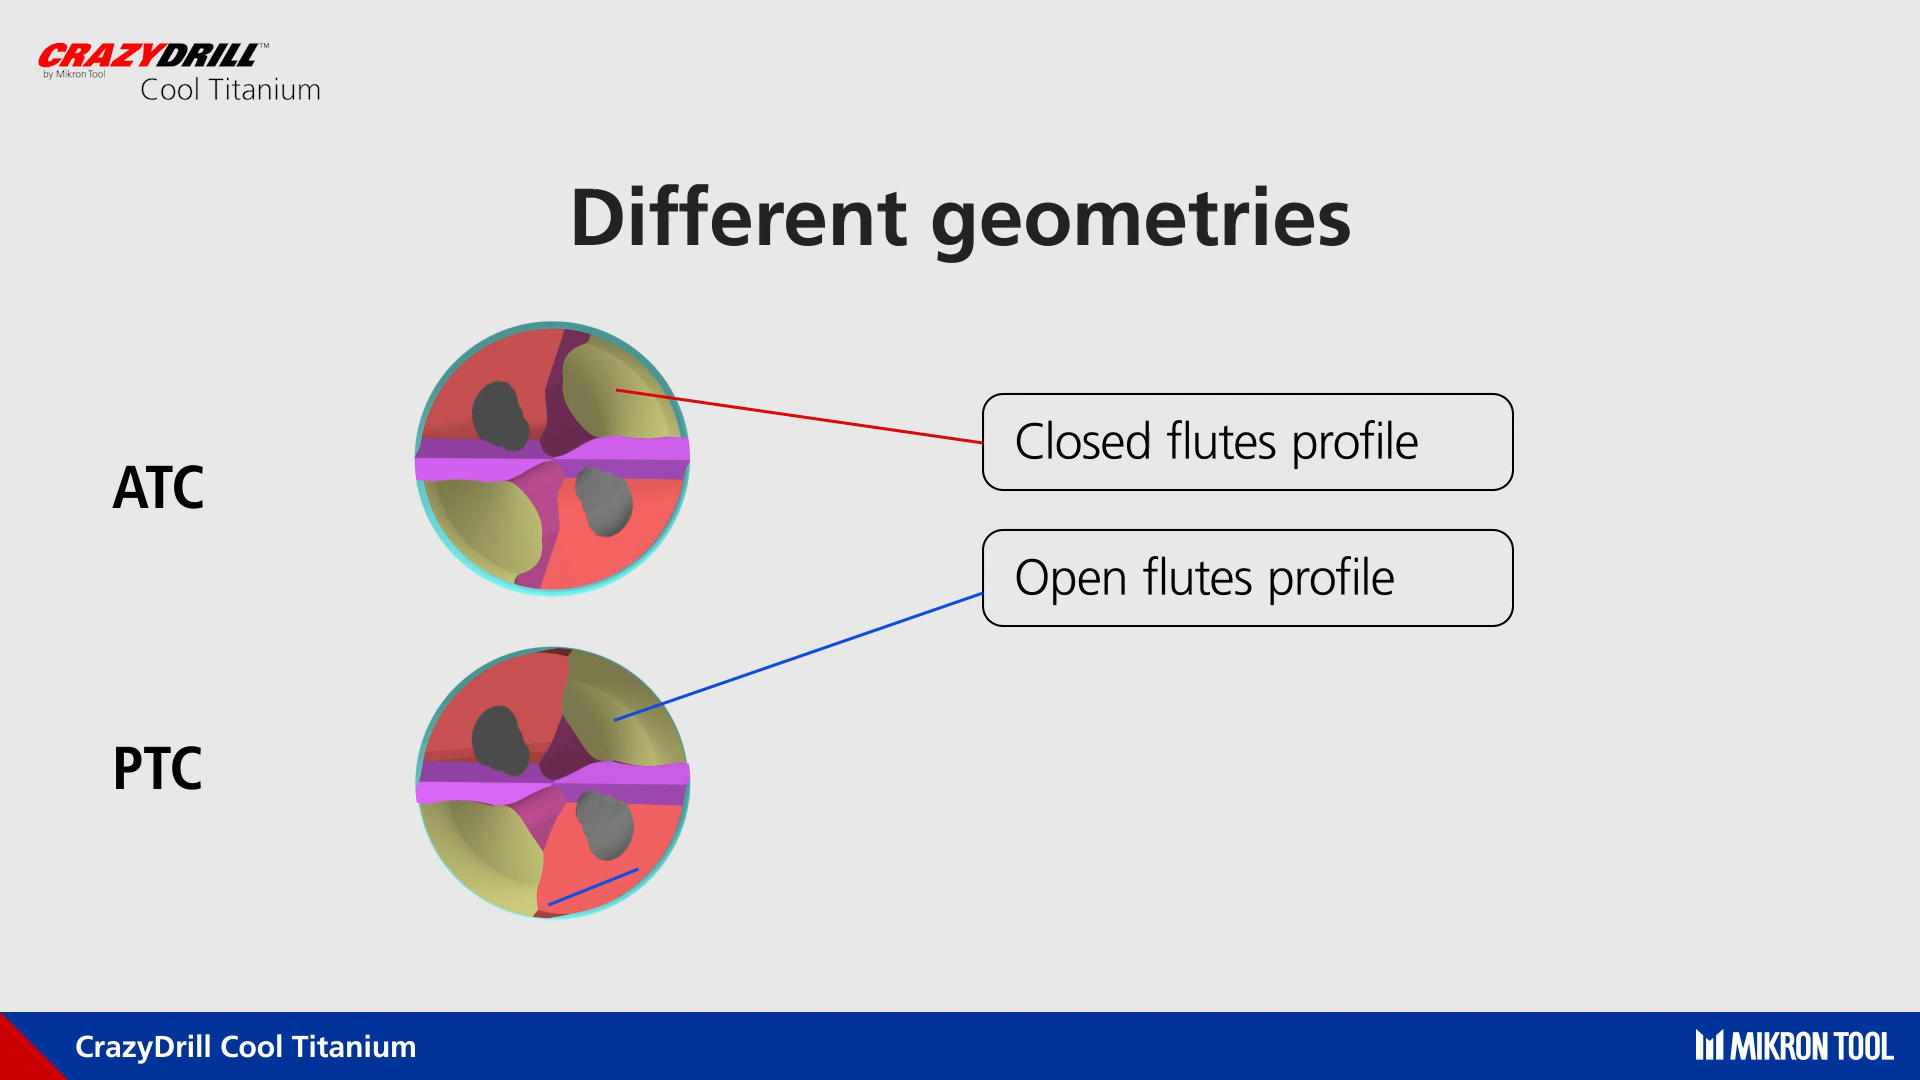 CRAZYDRILL™
by Mikron Tool
Cool Titanium
Different geometries
ATC
Closed flutes profile
Open flutes profile
PTC
CrazyDrill Cool Titanium
MIKRON TOOL